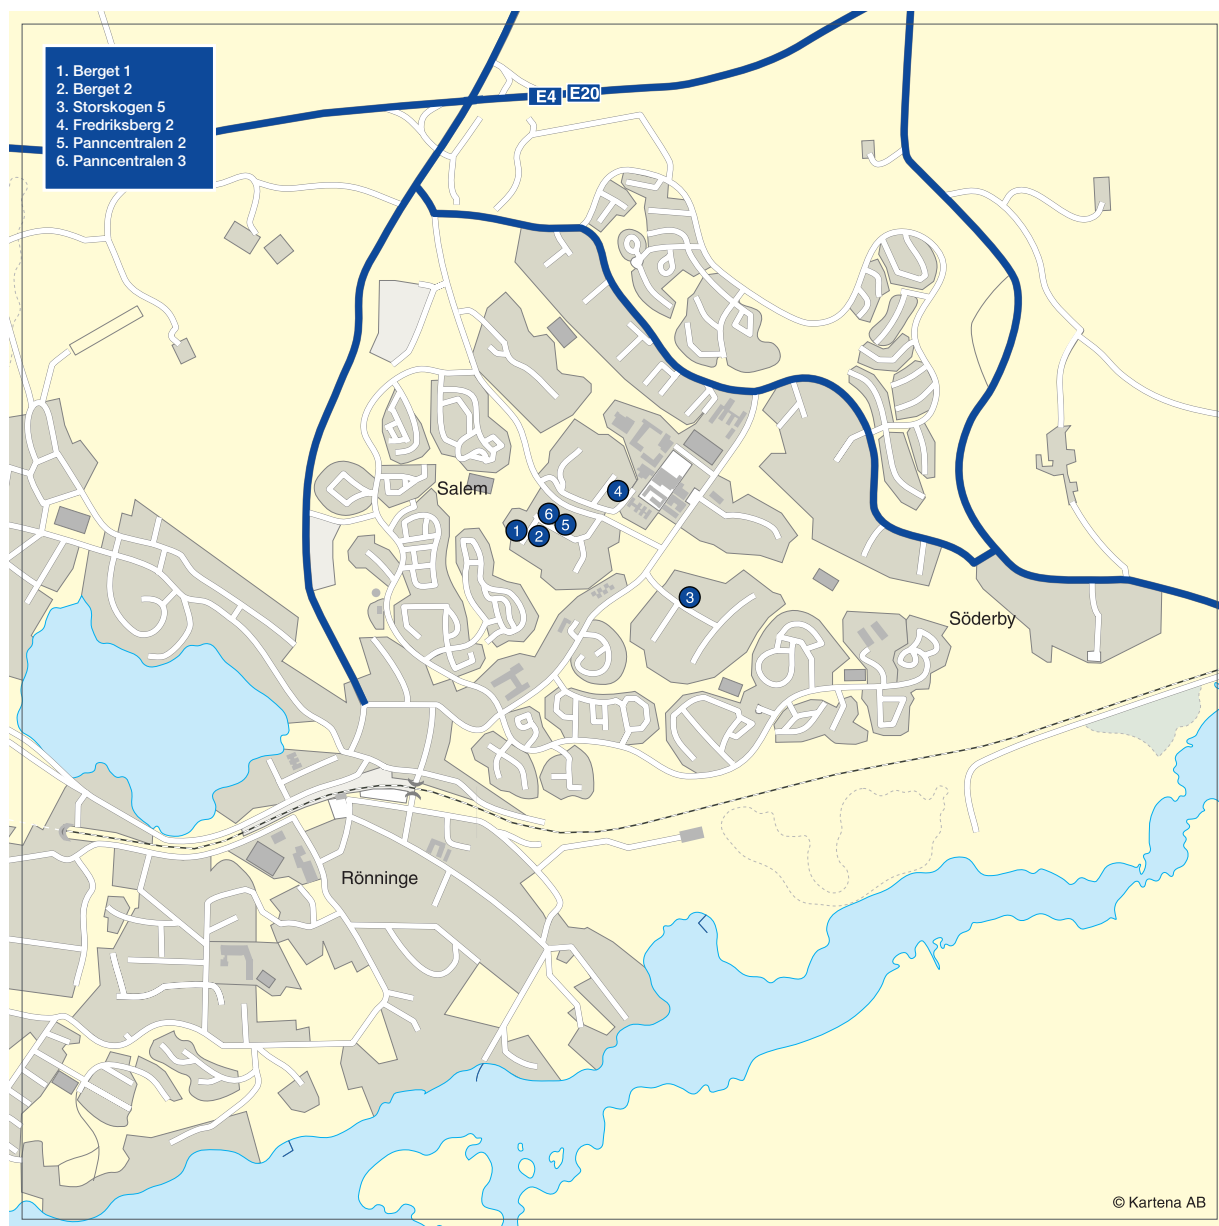 1. Berget 1
2. Berget 2
3. Storskogen 5
4. Fredriksberg 2
5. Panncentralen 2
6. Panncentralen 3
E4 E20
Salem
4
6
5
1
2
3
Söderby
Rönninge
© Kartena AB